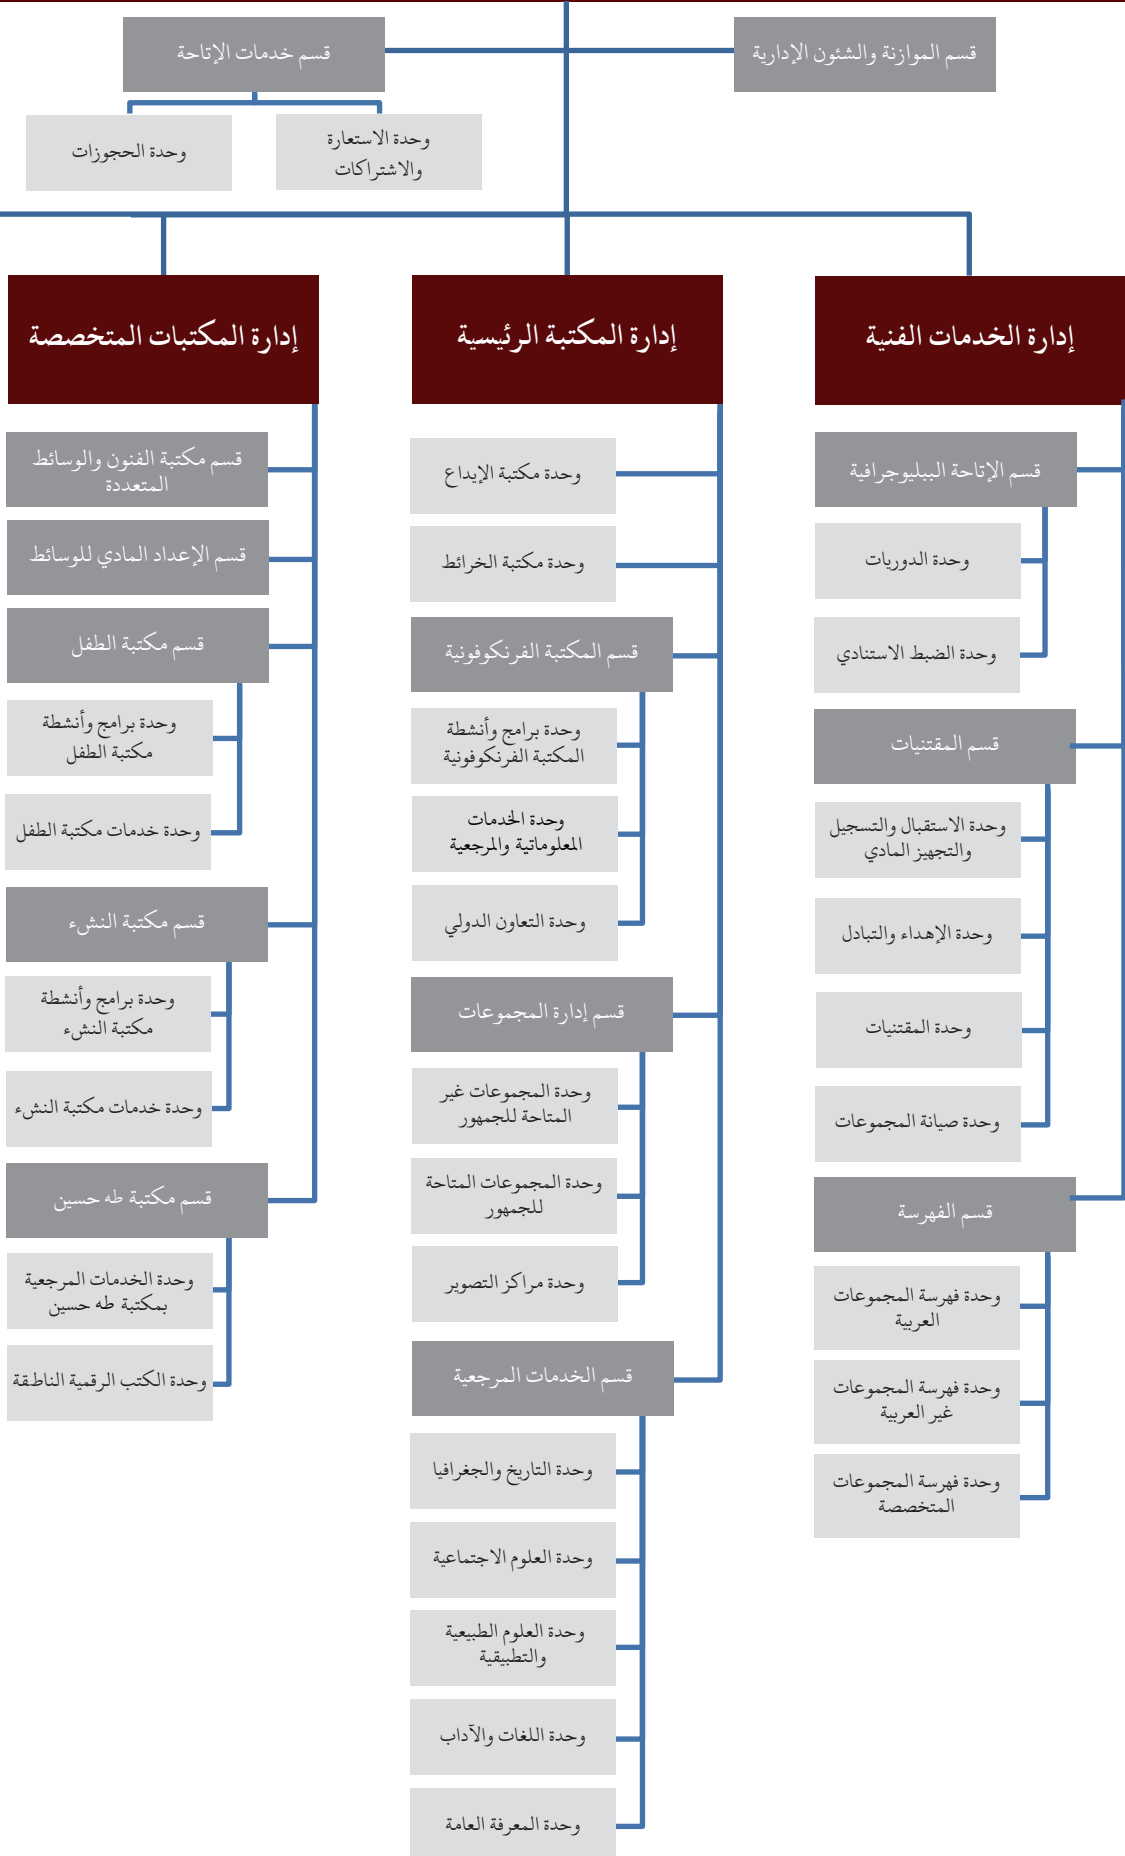 قسم الموازنة والشئون الإدارية
قسم خدمات الإتاحة
وحدة الاستعارة
والاشتراكات
وحدة الحجوزات
إدارة الخدمات الفنية
قسم الإتاحة الببليوجرافية
وحدة الدوريات
وحدة الضبط الاستنادي
قسم المقتنيات
وحدة الاستقبال والتسجيل
والتجهيز المادي
وحدة الإهداء والتبادل
وحدة المقتنيات
وحدة صيانة المجموعات
قسم الفهرسة
وحدة فهرسة المجموعات
العربية
وحدة فهرسة المجموعات
غير العربية
وحدة فهرسة المجموعات
المتخصصة
إدارة المكتبة الرئيسية
وحدة مكتبة الإيداع
وحدة مكتبة الخرائط
قسم المكتبة الفرنكوفونية
وحدة برامج وأنشطة
المكتبة الفرنكوفونية
وحدة الخدمات
المعلوماتية والمرجعية
وحدة التعاون الدولي
قسم إدارة المجموعات
وحدة المجموعات غير
المتاحة للجمهور
وحدة المجموعات المتاحة
للجمهور
وحدة مراكز التصوير
قسم الخدمات المرجعية
وحدة التاريخ والجغرافيا
وحدة العلوم الاجتماعية
وحدة العلوم الطبيعية
والتطبيقية
وحدة اللغات والآداب
وحدة المعرفة العامة
إدارة المكتبات المتخصصة
قسم مكتبة الفنون والوسائط
المتعددة
قسم الإعداد المادي للوسائط
قسم مكتبة الطفل
وحدة برامج وأنشطة
مكتبة الطفل
وحدة خدمات مكتبة الطفل
قسم مكتبة النشء
وحدة برامج وأنشطة
مكتبة النشء
وحدة خدمات مكتبة النشء
قسم مكتبة طه حسين
وحدة الخدمات المرجعية
بمكتبة طه حسين
وحدة الكتب الرقمية الناطقة